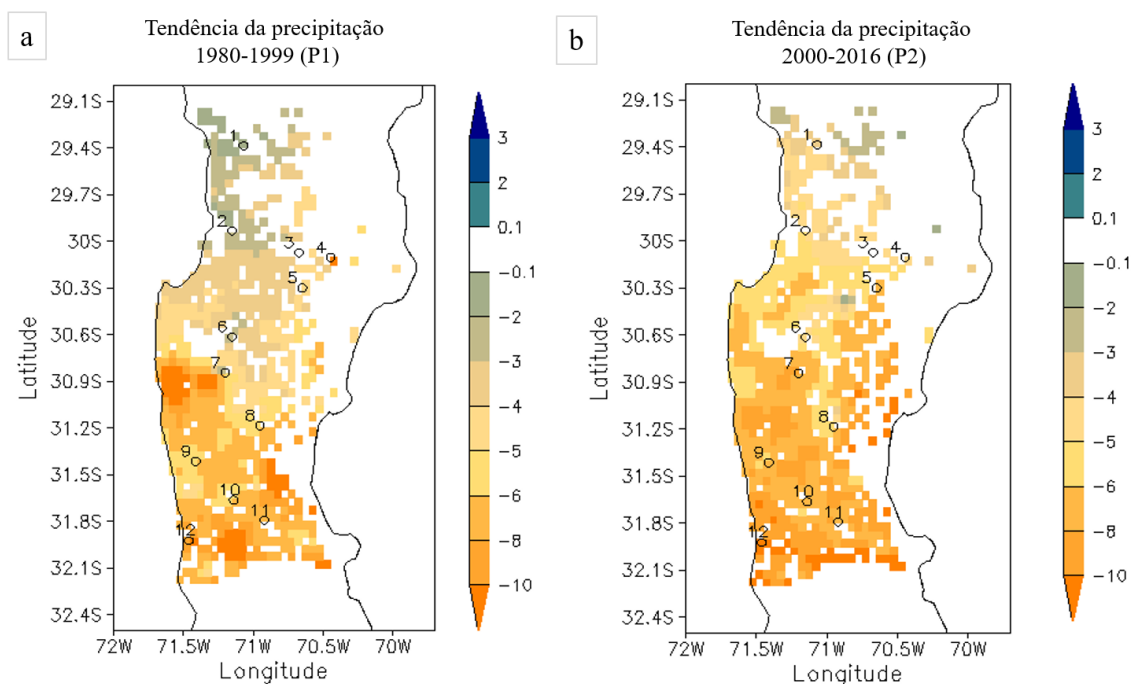 a
Tendência da precipitação
1980-1999 (P1)
29.1S
29.4S
29.7S
30S
30.3S
30.6S
30.9S
31.2S
31.5S
31.8S
32.1S
32.4S
Latitude
72W
71.5W
71W
70.5W
70W
Longitude
1
2
3
4
5
6
7
8
9
10
11
12
3
2
0.1
-0.1
-2
-3
-4
-5
-6
-8
-10
b
Tendência da precipitação
2000-2016 (P2)
29.1S
29.4S
29.7S
30S
30.3S
30.6S
30.9S
31.2S
31.5S
31.8S
32.1S
32.4S
Latitude
72W
71.5W
71W
70.5W
70W
Longitude
1
2
3
4
5
6
7
8
9
10
11
12
3
2
0.1
-0.1
-2
-3
-4
-5
-6
-8
-10